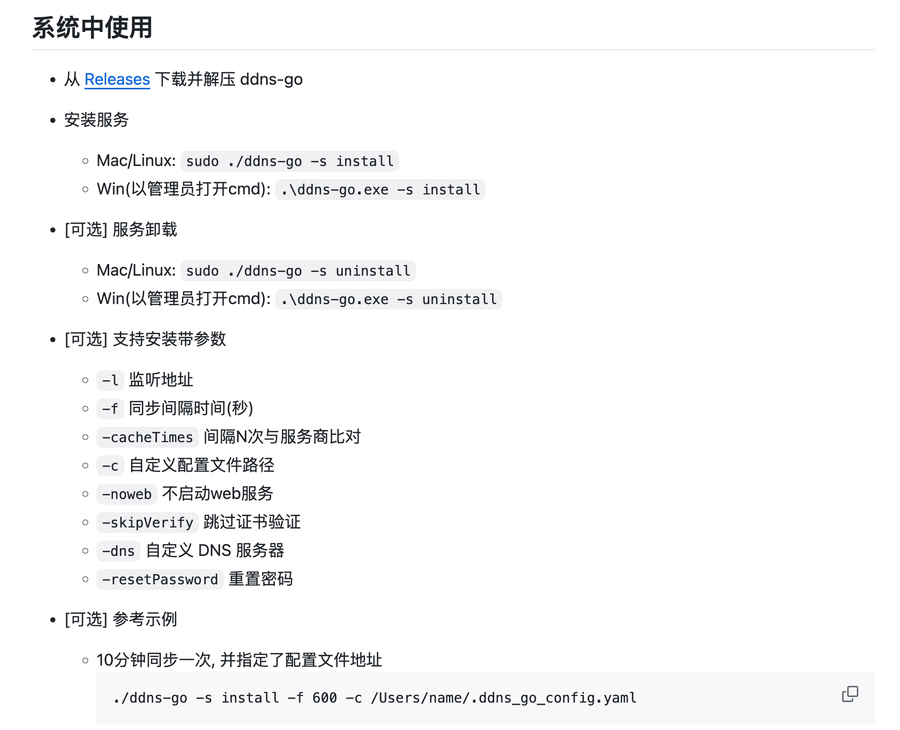 系统中使用
从 Releases 下载并解压 ddns-go
安装服务
Mac/Linux: sudo ./ddns-go -s install
Win(以管理员打开cmd): .\ddns-go.exe -s install
[可选] 服务卸载
Mac/Linux: sudo ./ddns-go -s uninstall
Win(以管理员打开cmd): .\ddns-go.exe -s uninstall
[可选] 支持安装带参数
-l 监听地址
-f 同步间隔时间(秒)
-cacheTimes 间隔N次与服务商比对
-c 自定义配置文件路径
-noweb 不启动web服务
-skipVerify 跳过证书验证
-dns 自定义 DNS 服务器
-resetPassword 重置密码
[可选] 参考示例
10分钟同步一次, 并指定了配置文件地址
./ddns-go -s install -f 600 -c /Users/name/.ddns_go_config.yaml